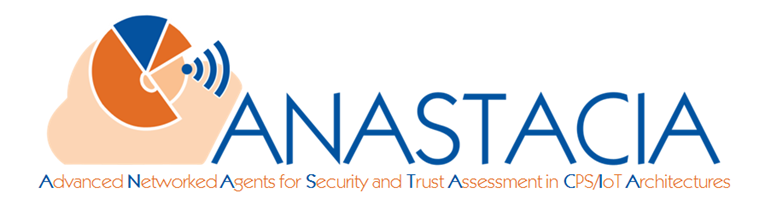 ANASTACIA
Advanced Networked Agents for Security and Trust Assessment in CPS/IoT Architectures